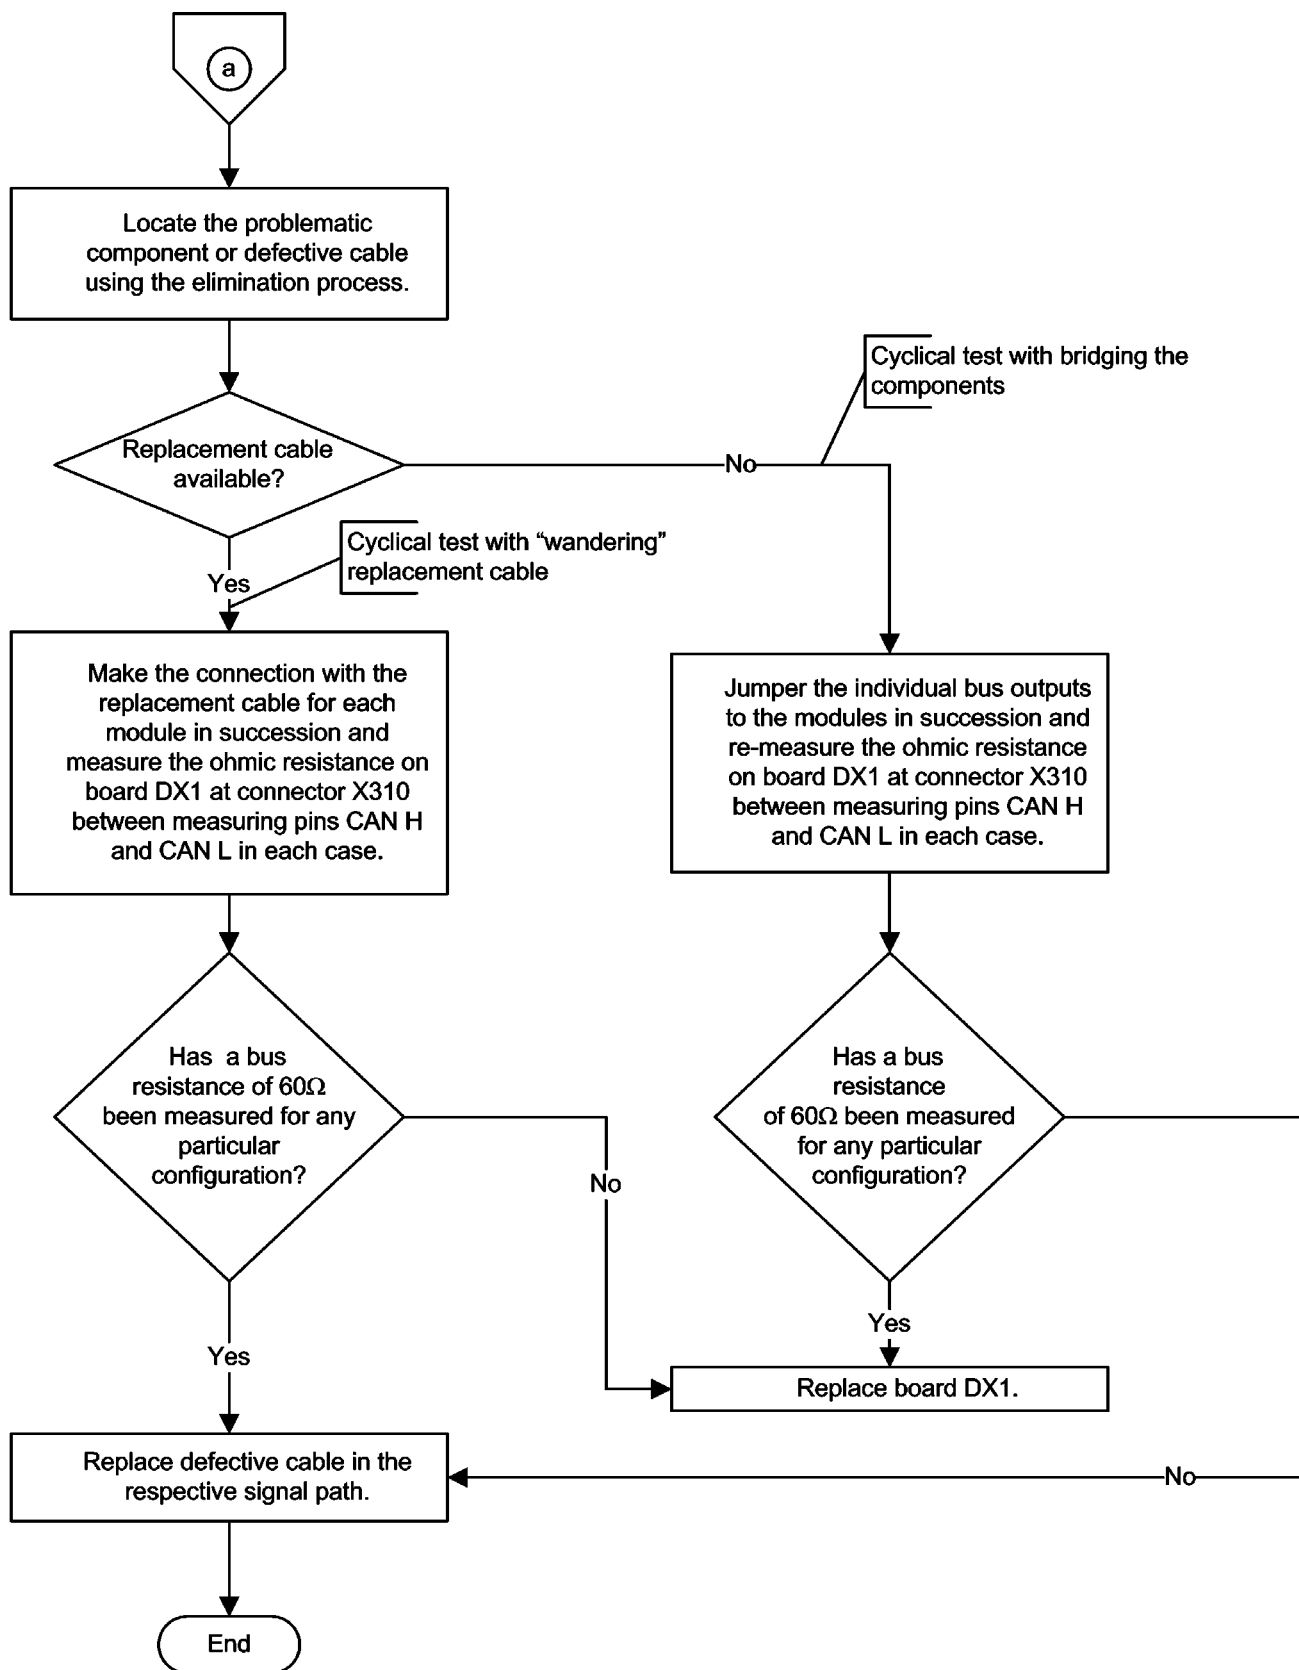 a
Locate the problematic
component or defective cable
using the elimination process.
Cyclical test with bridging the
components
Replacement cable
available?
No
Cyclical test with “wandering”
replacement cable
Yes
Make the connection with the
replacement cable for each
module in succession and
measure the ohmic resistance on
board DX1 at connector X310
between measuring pins CAN H
and CAN L in each case.
Jumper the individual bus outputs
to the modules in succession and
re-measure the ohmic resistance
on board DX1 at connector X310
between measuring pins CAN H
and CAN L in each case.
Has a bus
resistance of 60Ω
been measured for any
particular
configuration?
No
Has a bus
resistance
of 60Ω been measured
for any particular
configuration?
Yes
Yes
Replace board DX1.
Replace defective cable in the
respective signal path.
No
End